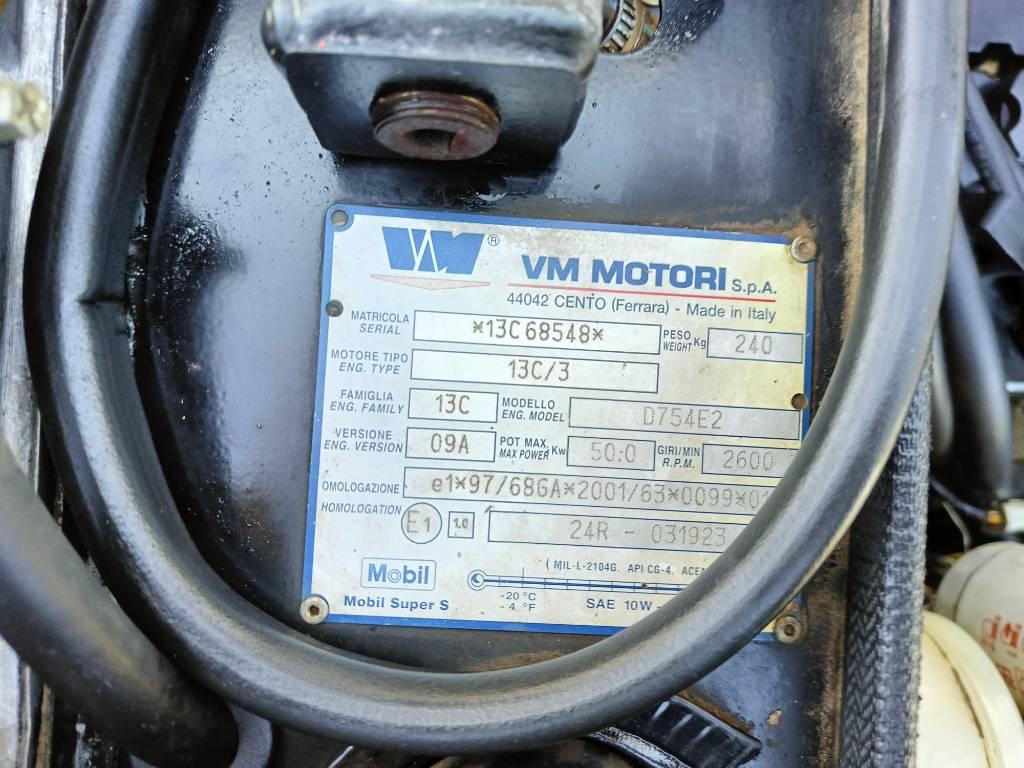 VM ® VM MOTORI S.p.A.
44042 CENTO (Ferrara) - Made in Italy
MATRICOLA SERIAL *13C68548* PESO WEIGHT Kg 240
MOTORE TIPO ENG. TYPE 13C/3
FAMIGLIA ENG. FAMILY 13C MODELLO ENG. MODEL D754E2
VERSIONE ENG. VERSION 09A POT MAX. MAX POWER Kw 50.0 GIRI/MIN R.P.M. 2600
OMOLOGAZIONE HOMOLOGATION e1*97/68GA*2001/63*0099*01
E1 1.0 24R - 031923
( MIL-L-2104G. API CG-4. ACEA
Mobil -20 °C
Mobil Super S -4 °F SAE 10W -